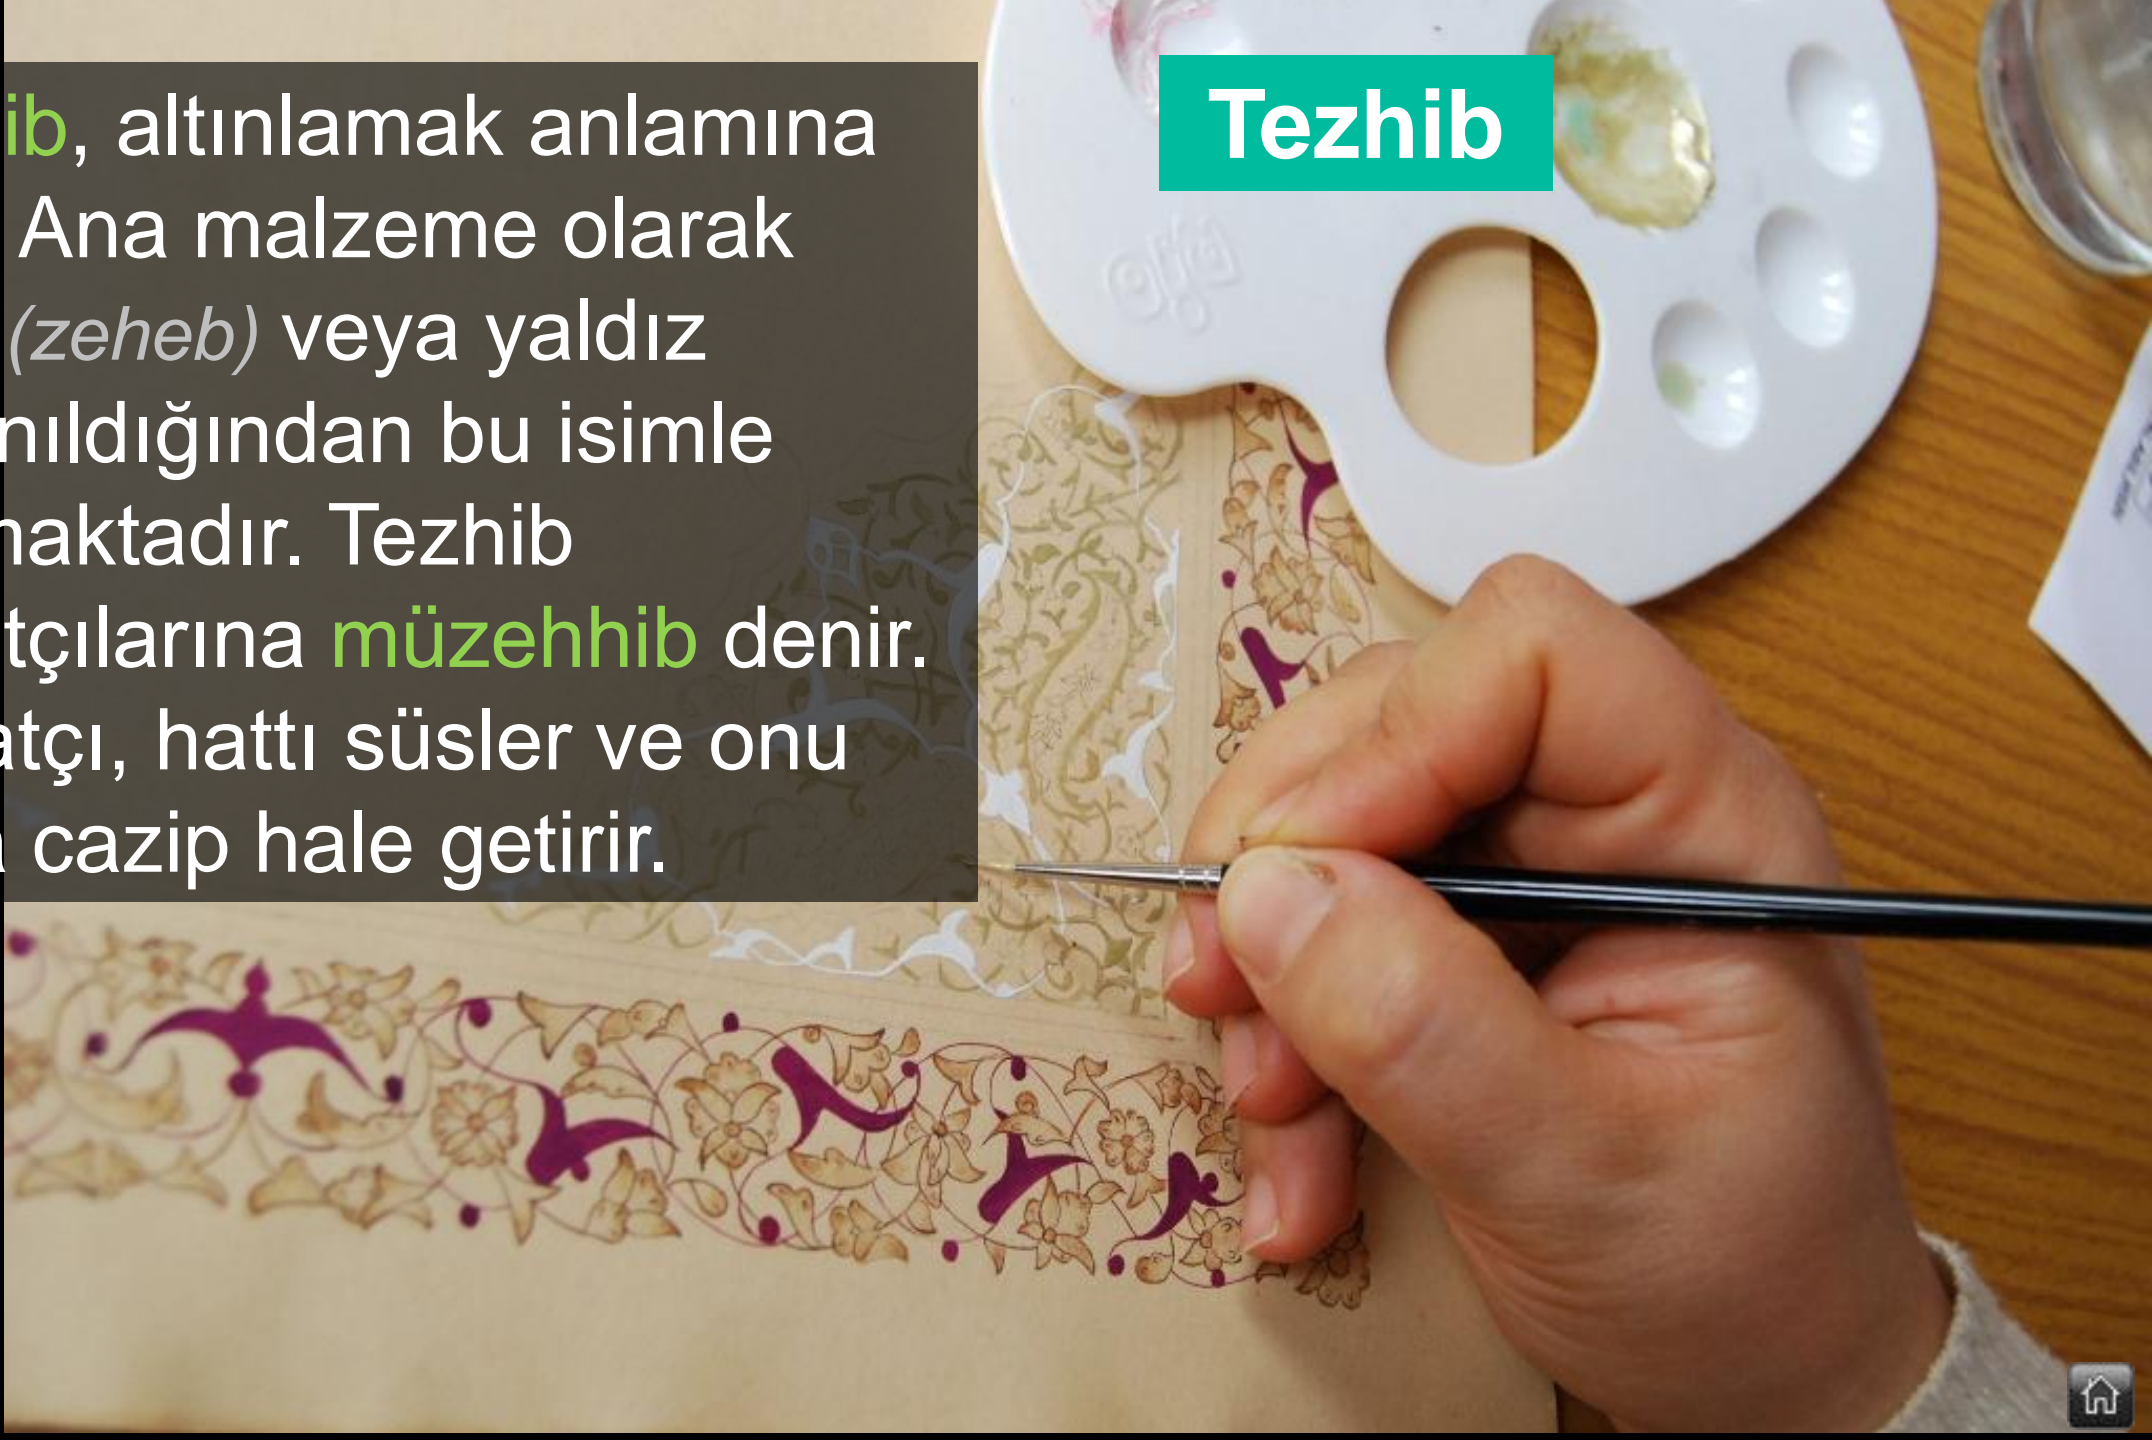 ib, altınlamak anlamına
Ana malzeme olarak
(zeheb) veya yaldız
nıldığından bu isimle
maktadır. Tezhib
tçılarına müzehhib denir.
atçı, hattı süsler ve onu
cazip hale getirir.
Tezhib